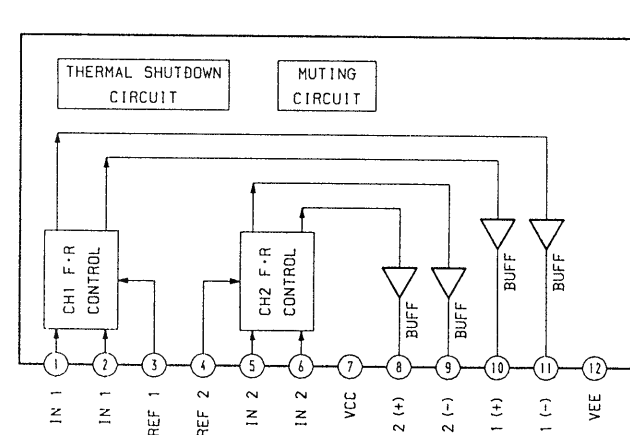 THERMAL SHUTDOWN
CIRCUIT
MUTING
CIRCUIT
CH1 F·R
CONTROL
CH2 F·R
CONTROL
BUFF
BUFF
BUFF
BUFF
1
2
3
4
5
6
7
8
9
10
11
12
IN 1
IN 1
REF 1
REF 2
IN 2
IN 2
VCC
2 (+)
2 (-)
1 (+)
1 (-)
VEE